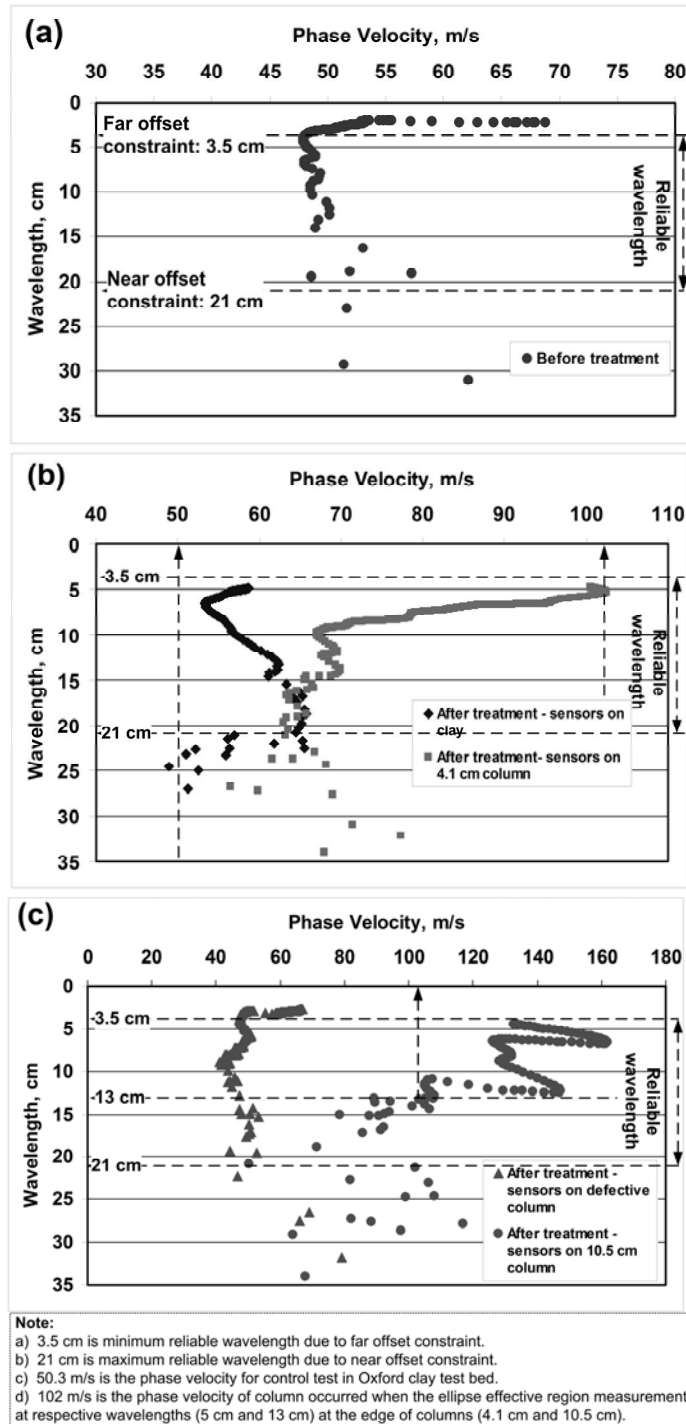 (a)
Phase Velocity, m/s
30 35 40 45 50 55 60 65 70 75 80
Wavelength, cm
0
5
10
15
20
25
30
35
Far offset
constraint: 3.5 cm
Near offset
constraint: 21 cm
Reliable
wavelength
Before treatment
(b)
Phase Velocity, m/s
40 50 60 70 80 90 100 110
Wavelength, cm
0
5
10
15
20
25
30
35
3.5 cm
21 cm
Reliable
wavelength
After treatment - sensors on
clay
After treatment- sensors on
4.1 cm column
(c)
Phase Velocity, m/s
0 20 40 60 80 100 120 140 160 180
Wavelength, cm
0
5
10
15
20
25
30
35
3.5 cm
13 cm
21 cm
Reliable
wavelength
After treatment -
sensors on defective
column
After treatment -
sensors on 10.5 cm
column
Note:
a) 3.5 cm is minimum reliable wavelength due to far offset constraint.
b) 21 cm is maximum reliable wavelength due to near offset constraint.
c) 50.3 m/s is the phase velocity for control test in Oxford clay test bed.
d) 102 m/s is the phase velocity of column occurred when the ellipse effective region measurement
at respective wavelengths (5 cm and 13 cm) at the edge of columns (4.1 cm and 10.5 cm).